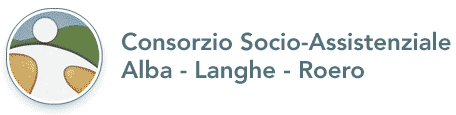 Consorzio Socio-Assistenziale
Alba - Langhe - Roero